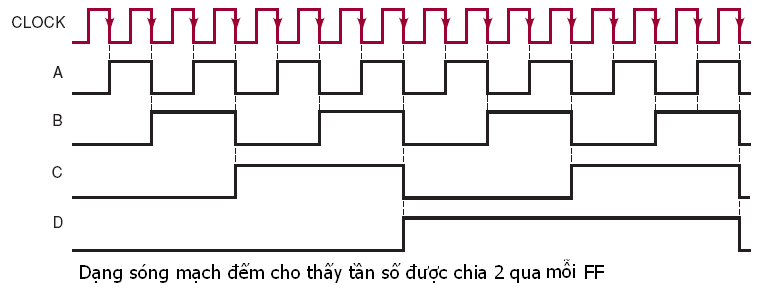 CLOCK
A
B
C
D
Dạng sóng mạch đếm cho thấy tần số được chia 2 qua mỗi FF